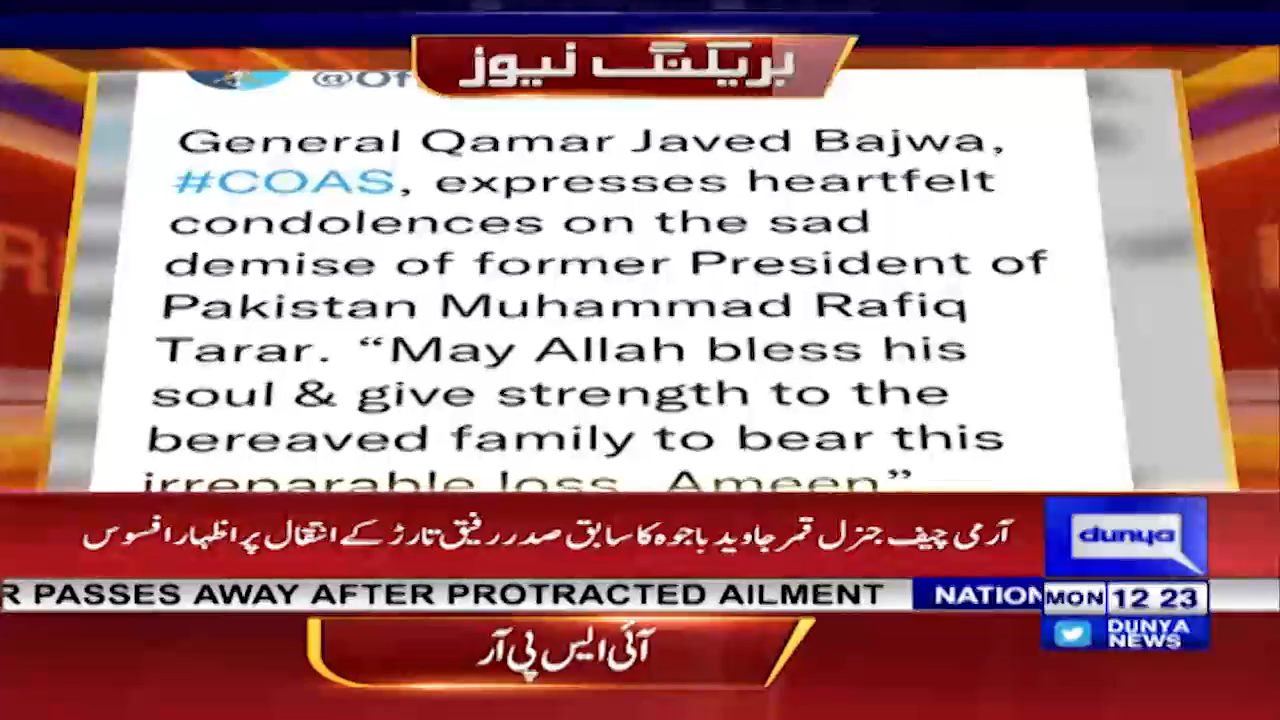 بریکنگ نیوز
General Qamar Javed Bajwa,
#COAS, expresses heartfelt
condolences on the sad
demise of former President of
Pakistan Muhammad Rafiq
Tarar. “May Allah bless his
soul & give strength to the
bereaved family to bear this
irreparable loss. Ameen”
آرمی چیف جنرل قمر جاوید باجوہ کا سابق صدر رفیق تارڑ کے انتقال پر اظہار افسوس
dunya
R PASSES AWAY AFTER PROTRACTED AILMENT NATION
MON 12 23
آئی ایس پی آر
DUNYA
NEWS